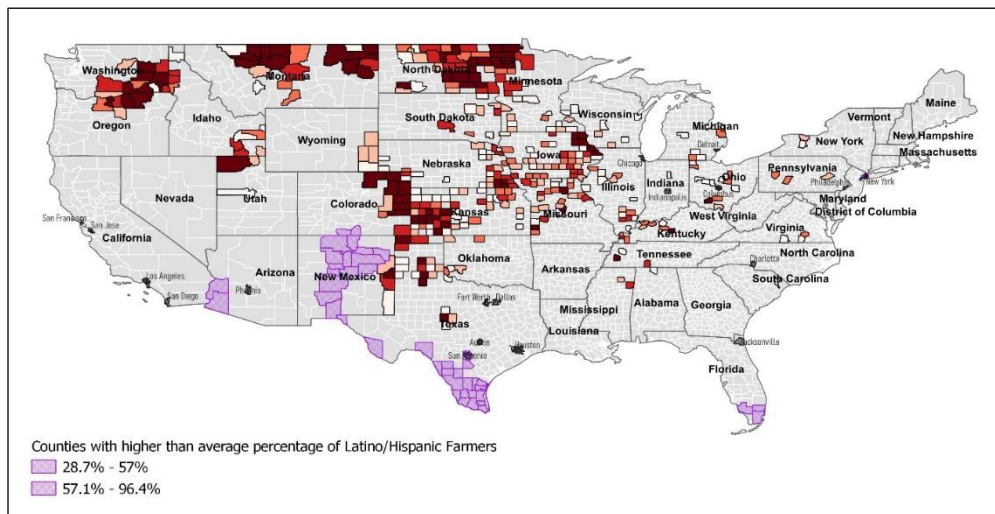 Washington
Montana
North Dakota
Minnesota
Maine
Oregon
Idaho
Wyoming
South Dakota
Wisconsin
Michigan
Vermont
New York
New Hampshire
Massachusetts
Nebraska
Iowa
Chicago
Detroit
Nevada
Utah
Colorado
Kansas
Missouri
Illinois
Indiana
Indianapolis
Ohio
Columbus
Pennsylvania
Philadelphia
New York
Maryland
District of Columbia
West Virginia
Virginia
Kentucky
San Francisco
San Jose
California
Los Angeles
San Diego
Arizona
Phoenix
New Mexico
Oklahoma
Arkansas
Tennessee
North Carolina
Charlotte
South Carolina
Fort Worth
Dallas
Texas
Austin
San Antonio
Houston
Louisiana
Mississippi
Alabama
Georgia
Jacksonville
Florida
Counties with higher than average percentage of Latino/Hispanic Farmers
28.7% - 57%
57.1% - 96.4%